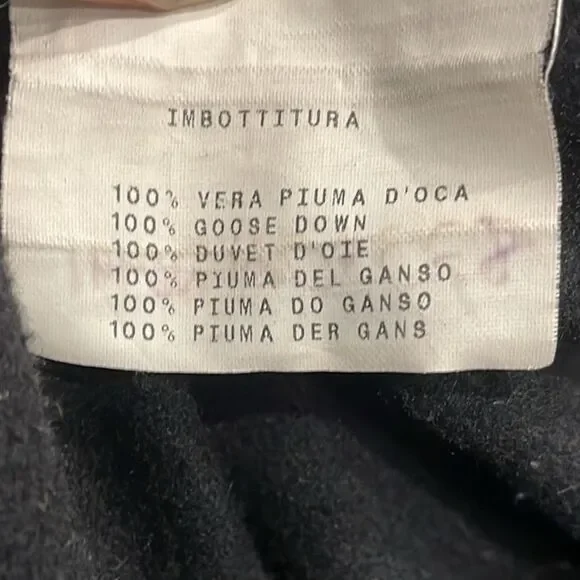 IMBOTTITURA
100% VERA PIUMA D'OCA
100% GOOSE DOWN
100% DUVET D'OIE
100% PIUMA DEL GANSO
100% PIUMA DO GANSO
100% PIUMA DER GANS